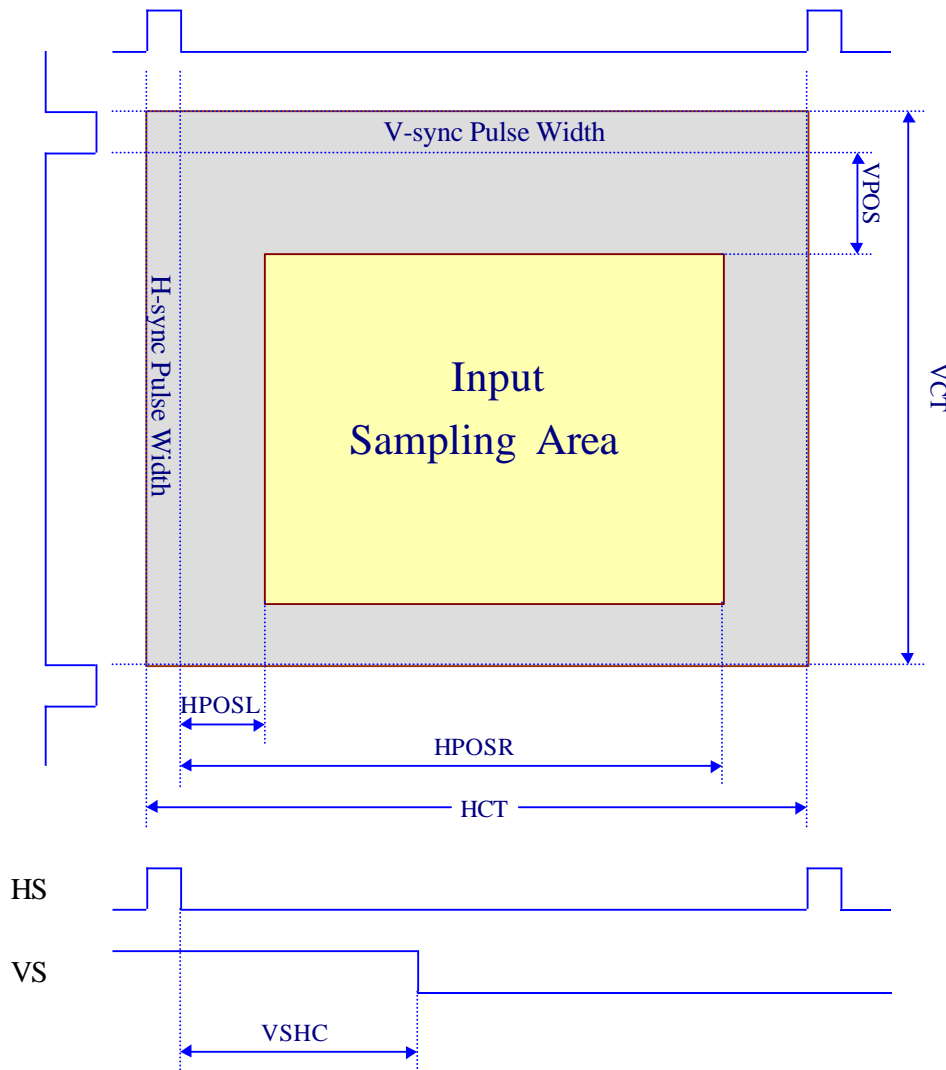 V-sync Pulse Width
VPOS
H-sync Pulse Width
Input
Sampling Area
VCT
HPOSL
HPOSR
HCT
HS
VS
VSHC